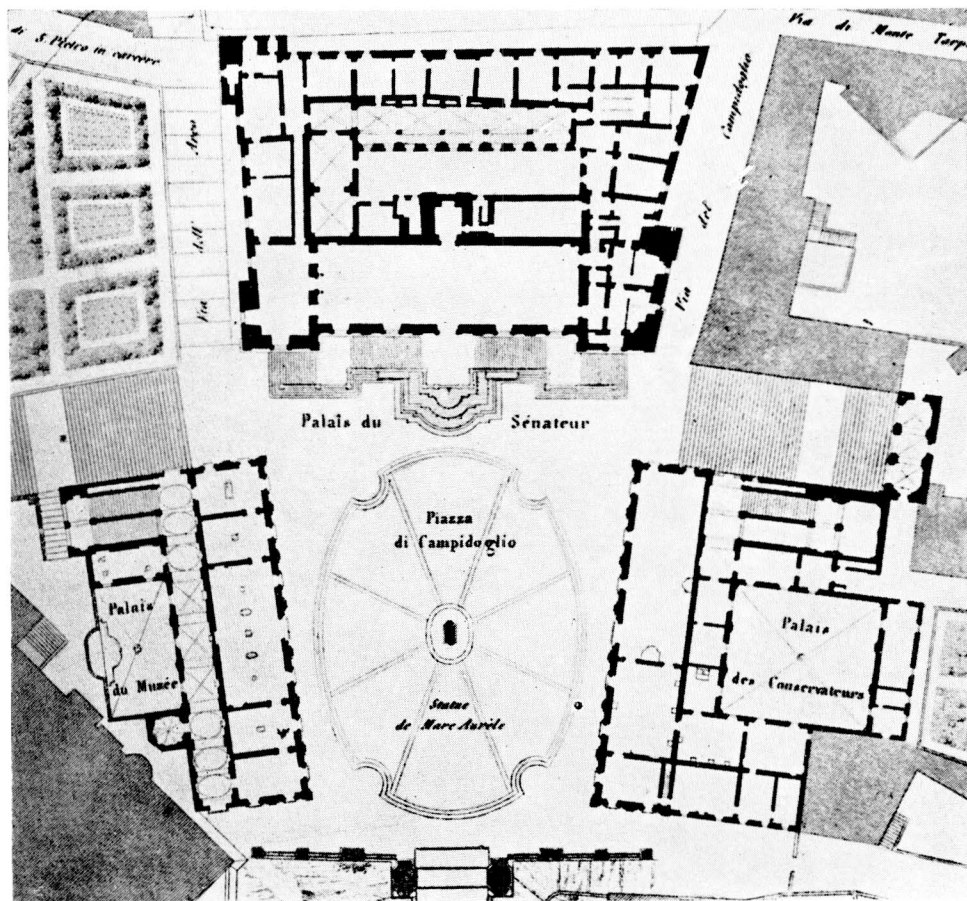 di S. Pietro in carcere
Via di Monte Tarp
Via dell' Arco
Via del Campidoglio
Palais du Sénateur
Piazza
di Campidoglio
Palais
du Musée
Palais
des Conservateurs
Statue
de Marc Aurèle